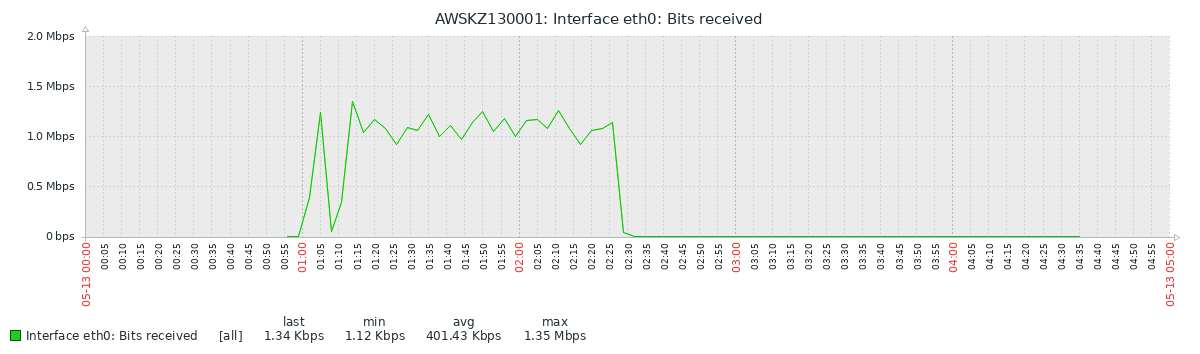 AWSKZ130001: Interface eth0: Bits received
2.0 Mbps
1.5 Mbps
1.0 Mbps
0.5 Mbps
0 bps
05-13 00:00 00:05 00:10 00:15 00:20 00:25 00:30 00:35 00:40 00:45 00:50 00:55 01:00 01:05 01:10 01:15 01:20 01:25 01:30 01:35 01:40 01:45 01:50 01:55 02:00 02:05 02:10 02:15 02:20 02:25 02:30 02:35 02:40 02:45 02:50 02:55 03:00 03:05 03:10 03:15 03:20 03:25 03:30 03:35 03:40 03:45 03:50 03:55 04:00 04:05 04:10 04:15 04:20 04:25 04:30 04:35 04:40 04:45 04:50 04:55 05-13 05:00
last min avg max
Interface eth0: Bits received [all] 1.34 Kbps 1.12 Kbps 401.43 Kbps 1.35 Mbps